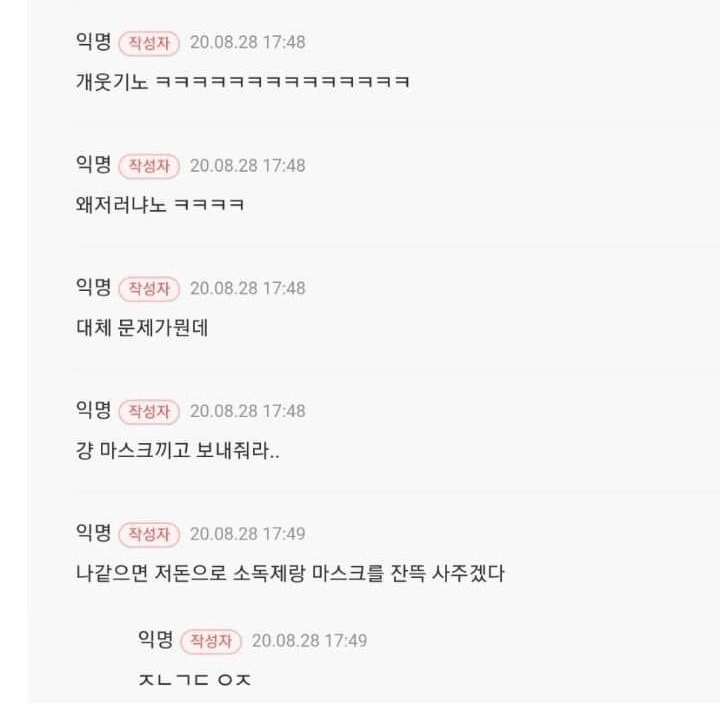 익명 작성자 20.08.28 17:48
개웃기노 ㅋㅋㅋㅋㅋㅋㅋㅋㅋㅋㅋㅋㅋㅋ
익명 작성자 20.08.28 17:48
왜저러냐노 ㅋㅋㅋㅋ
익명 작성자 20.08.28 17:48
대체 문제가뭔데
익명 작성자 20.08.28 17:48
걍 마스크끼고 보내줘라..
익명 작성자 20.08.28 17:49
나같으면 저돈으로 소독제랑 마스크를 잔뜩 사주겠다
익명 작성자 20.08.28 17:49
ㅈㄴㄱㄷ ㅇㅈ